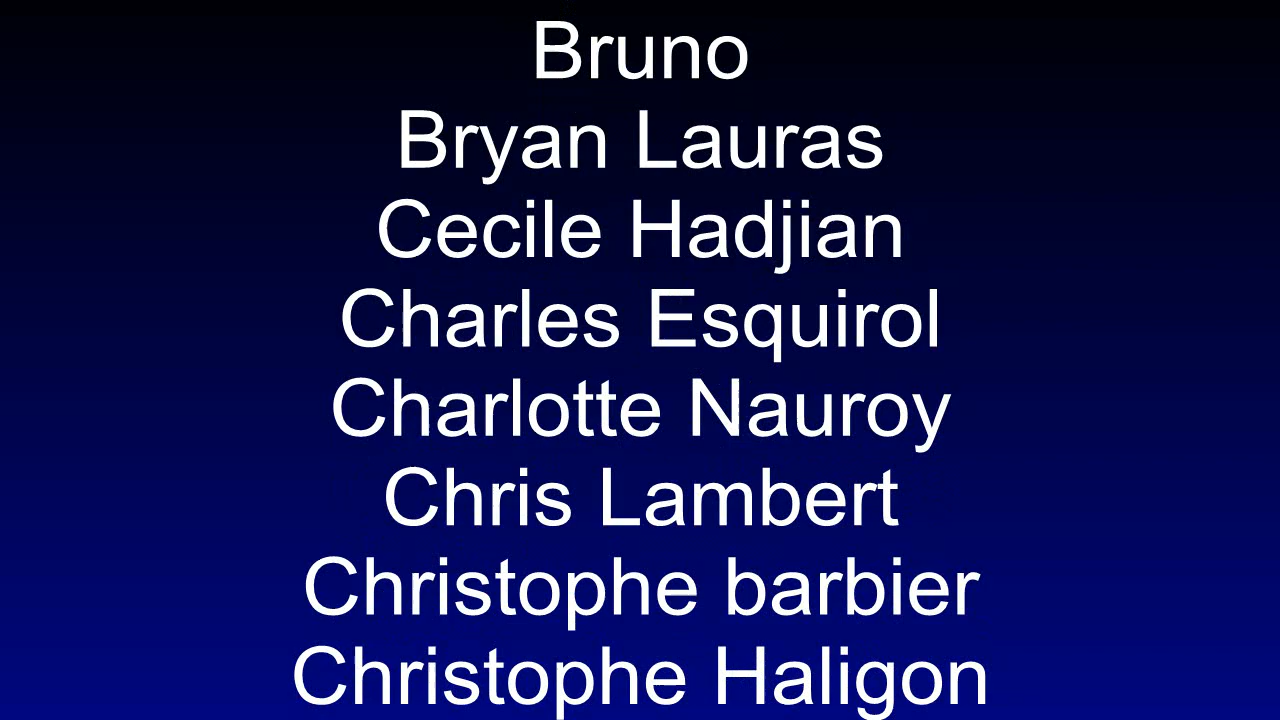 Bruno
Bryan Lauras
Cecile Hadjian
Charles Esquirol
Charlotte Nauroy
Chris Lambert
Christophe barbier
Christophe Haligon